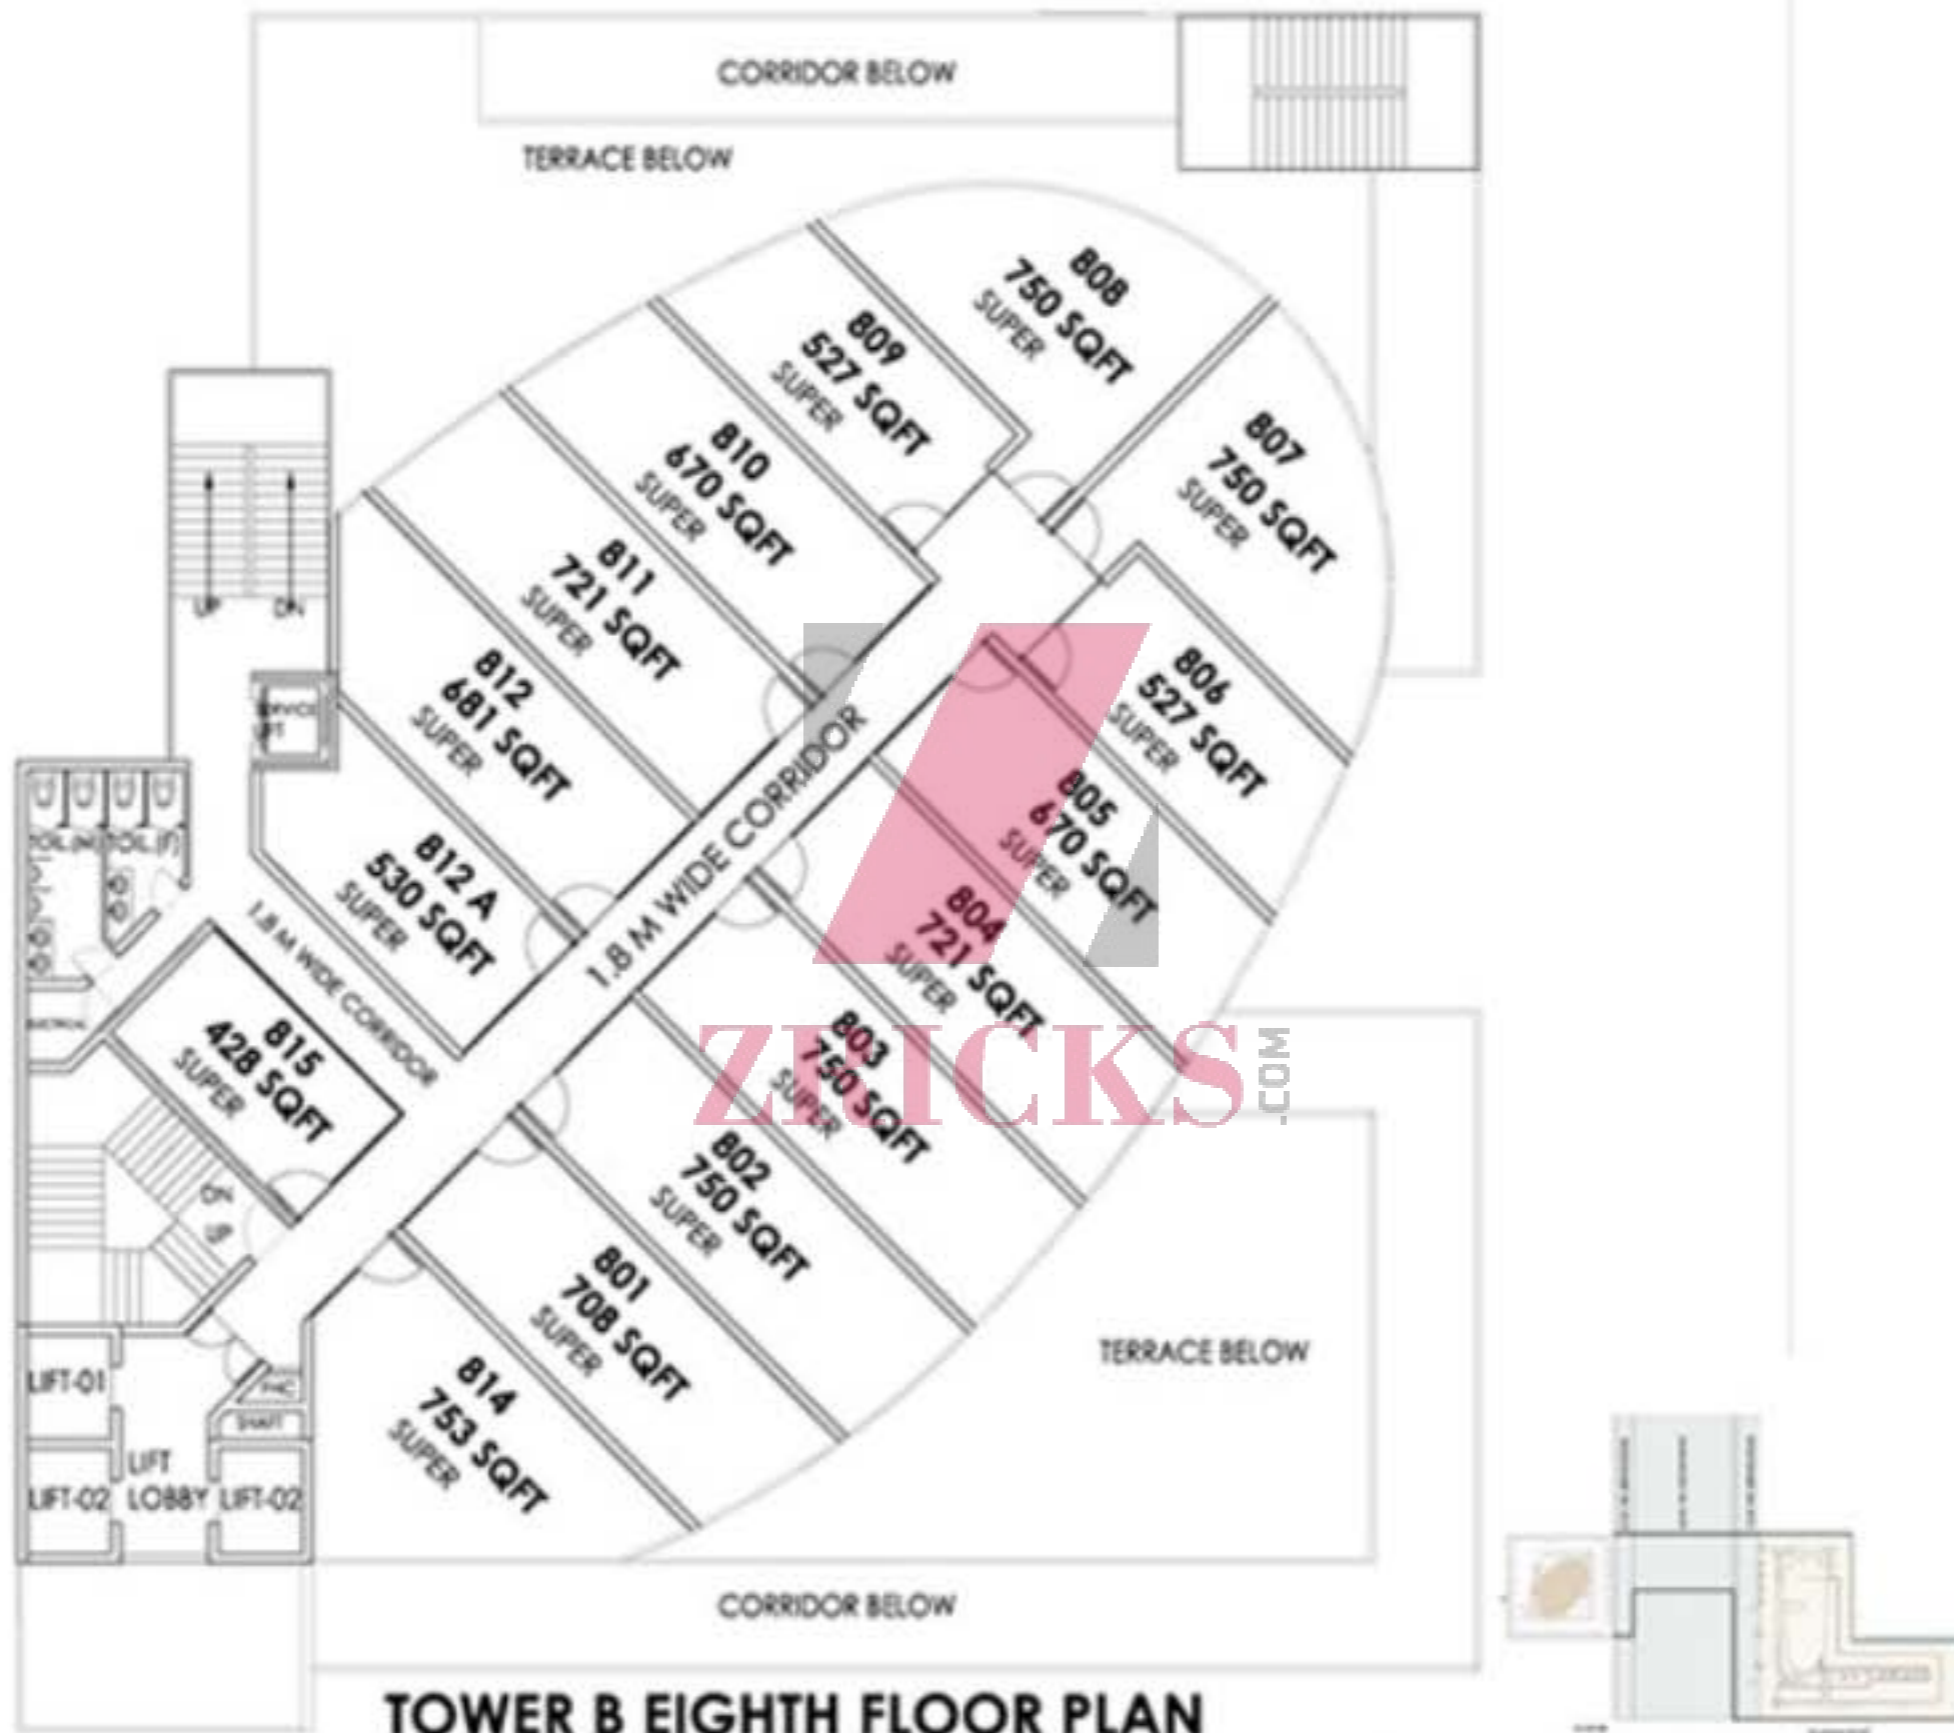 CORRIDOR BELOW
TERRACE BELOW
808
750 SQFT
SUPER
809
527 SQFT
SUPER
807
750 SQFT
SUPER
810
670 SQFT
SUPER
811
721 SQFT
SUPER
806
527 SQFT
SUPER
812
681 SQFT
SUPER
805
670 SQFT
SUPER
812 A
530 SQFT
SUPER
804
721 SQFT
SUPER
803
750 SQFT
SUPER
802
750 SQFT
SUPER
801
708 SQFT
SUPER
814
753 SQFT
SUPER
815
428 SQFT
SUPER
1.8 M WIDE CORRIDOR
1.8 M WIDE CORRIDOR
UP
DN
DN
UP
LIFT-01
LIFT-02
LIFT
LOBBY
LIFT-02
SHAFT
ZRICKS
.COM
TERRACE BELOW
CORRIDOR BELOW
TOWER B EIGHTH FLOOR PLAN